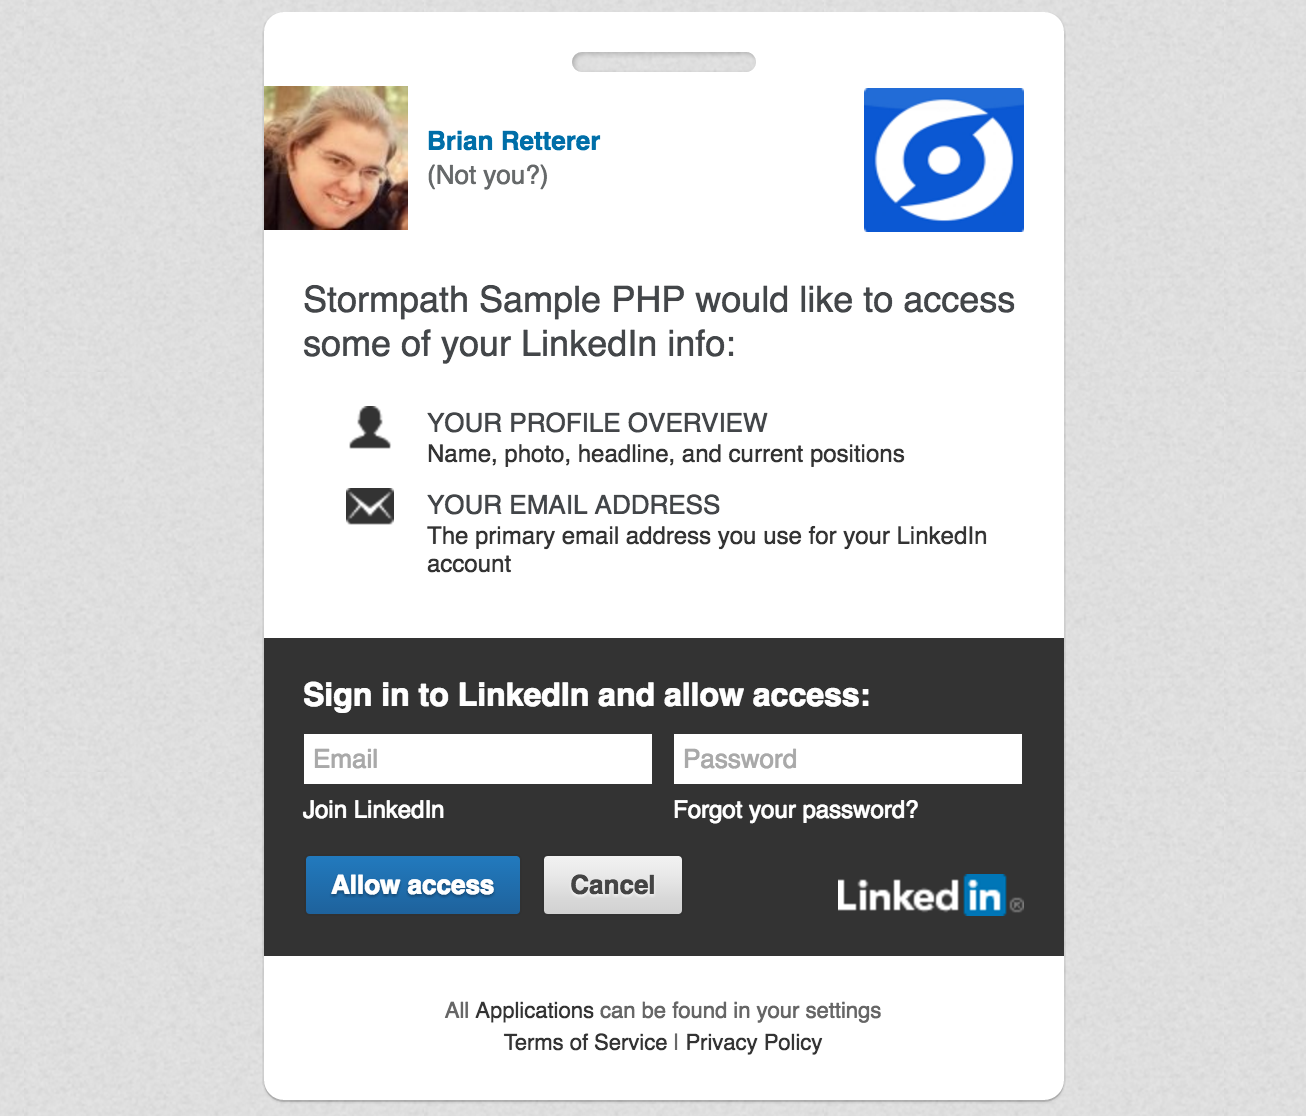 Brian Retterer
(Not you?)
Stormpath Sample PHP would like to access
some of your LinkedIn info:
YOUR PROFILE OVERVIEW
Name, photo, headline, and current positions
YOUR EMAIL ADDRESS
The primary email address you use for your LinkedIn
account
Sign in to LinkedIn and allow access:
Email Password
Join LinkedIn Forgot your password?
Allow access Cancel
Linked in ®
All Applications can be found in your settings
Terms of Service | Privacy Policy